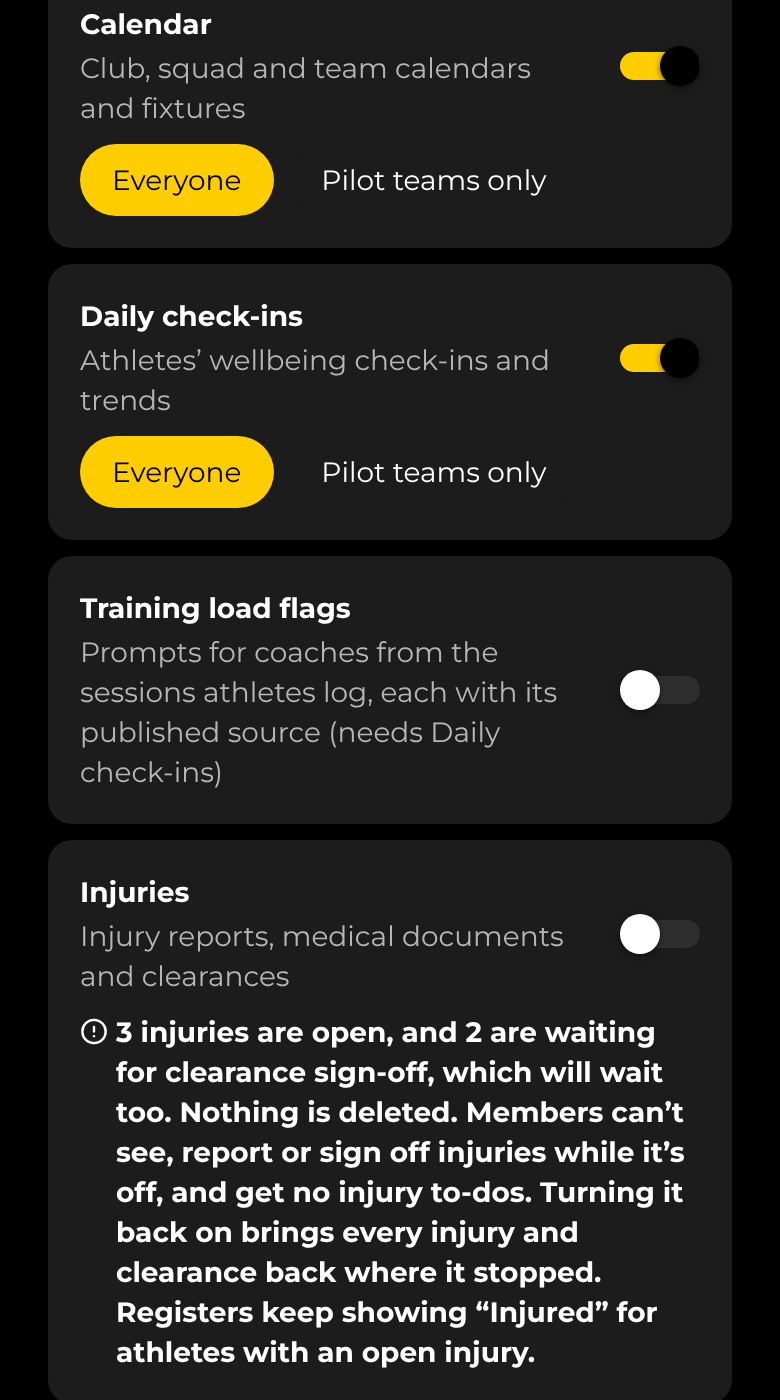 Calendar
Club, squad and team calendars
and fixtures
Everyone
Pilot teams only
Daily check-ins
Athletes’ wellbeing check-ins and
trends
Everyone
Pilot teams only
Training load flags
Prompts for coaches from the
sessions athletes log, each with its
published source (needs Daily
check-ins)
Injuries
Injury reports, medical documents
and clearances
3 injuries are open, and 2 are waiting
for clearance sign-off, which will wait
too. Nothing is deleted. Members can’t
see, report or sign off injuries while it’s
off, and get no injury to-dos. Turning it
back on brings every injury and
clearance back where it stopped.
Registers keep showing “Injured” for
athletes with an open injury.